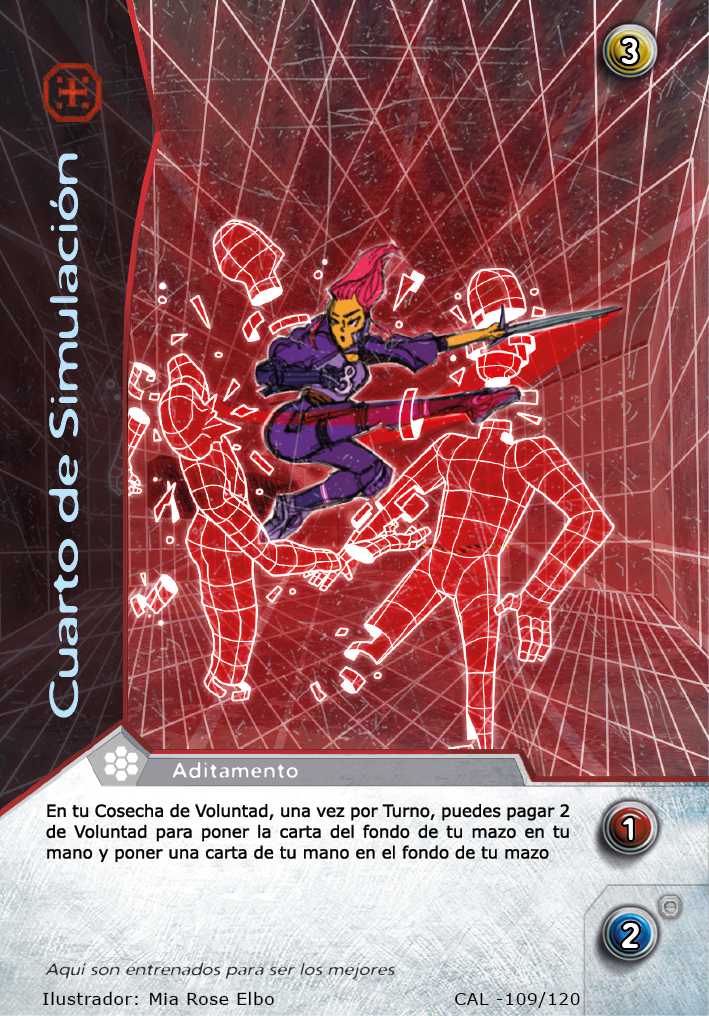 3
Cuarto de Simulación
Aditamento
En tu Cosecha de Voluntad, una vez por Turno, puedes pagar 2
de Voluntad para poner la carta del fondo de tu mazo en tu
mano y poner una carta de tu mano en el fondo de tu mazo
1
2
Aquí son entrenados para ser los mejores
Ilustrador: Mia Rose Elbo
CAL -109/120